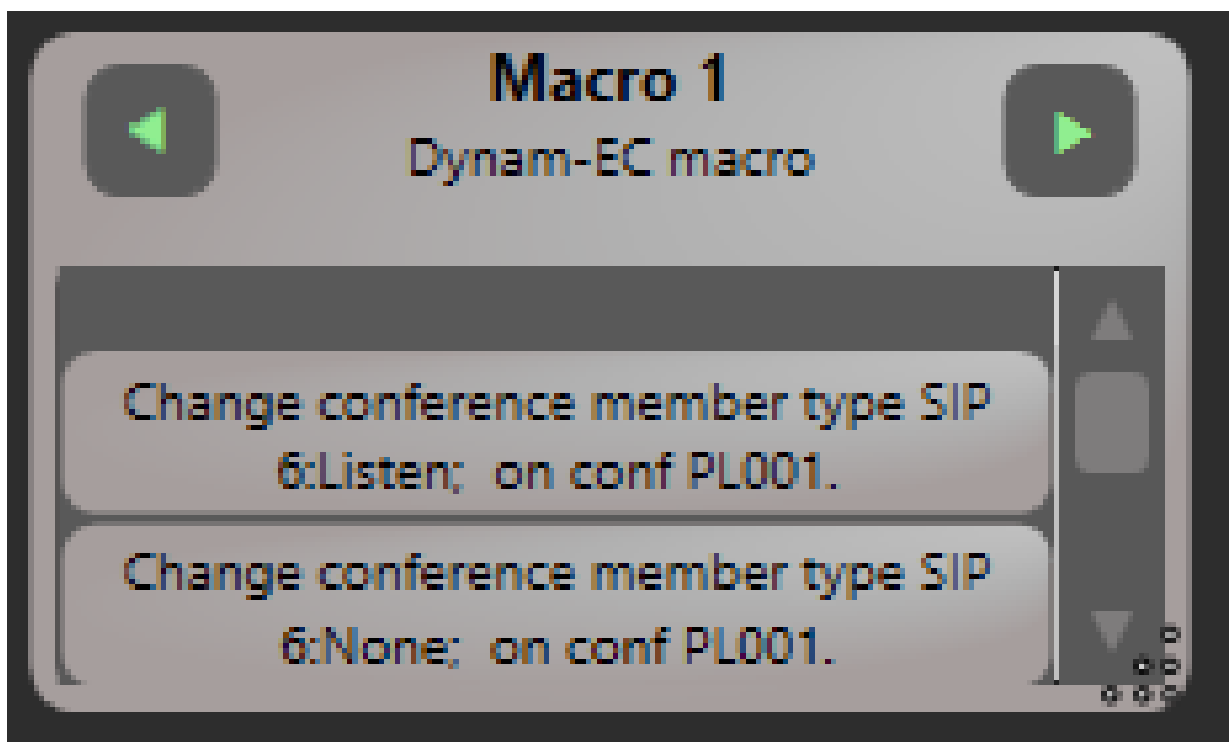 Macro 1
Dynam-EC macro
Change conference member type SIP
6:Listen;  on conf PL001.
Change conference member type SIP
6:None;  on conf PL001.